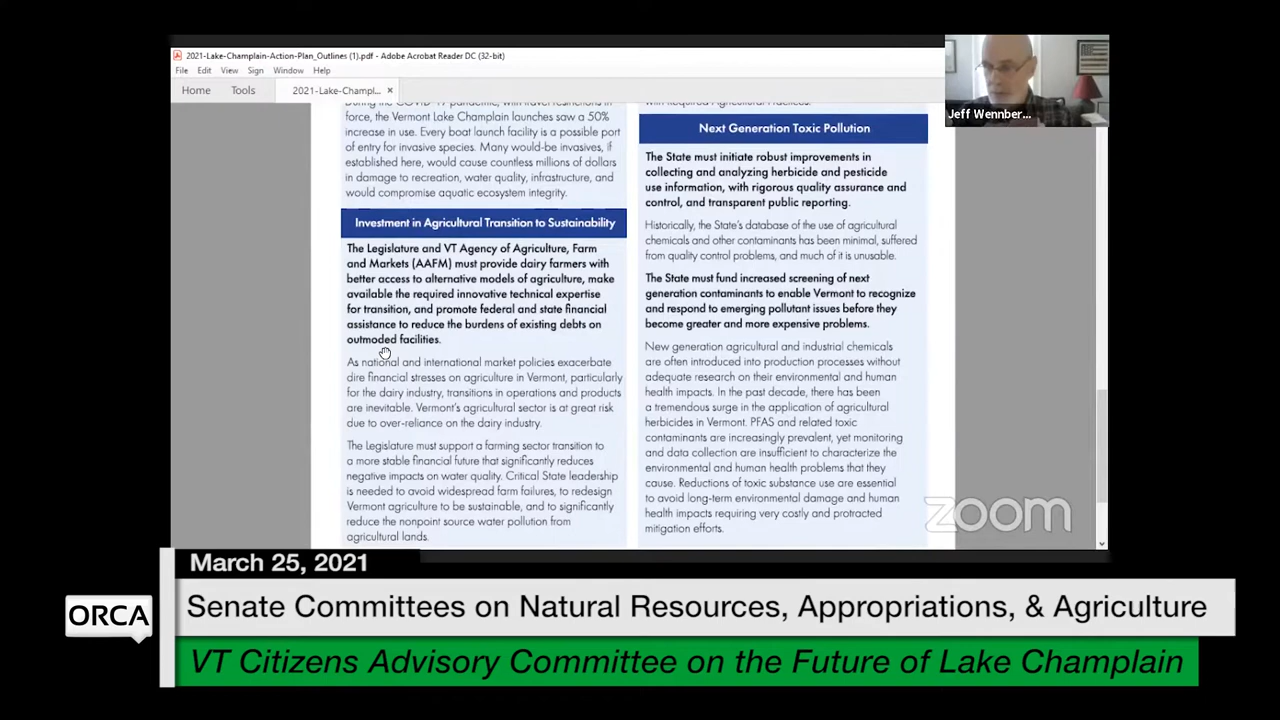 2021-Lake-Champlain-Action-Plan_Outlines (1).pdf - Adobe Acrobat Reader DC (32-bit)
File Edit View Sign Window Help
Home Tools 2021-Lake-Champl... ×
During the COVID-19 pandemic, with travel restrictions in
force, the Vermont Lake Champlain launches saw a 50%
increase in use. Every boat launch facility is a possible port
of entry for invasive species. Many would-be invasives, if
established here, would cause countless millions of dollars
in damage to recreation, water quality, infrastructure, and
would compromise aquatic ecosystem integrity.
Investment in Agricultural Transition to Sustainability
The Legislature and VT Agency of Agriculture, Farm
and Markets (AAFM) must provide dairy farmers with
better access to alternative models of agriculture, make
available the required innovative technical expertise
for transition, and promote federal and state financial
assistance to reduce the burdens of existing debts on
outmoded facilities.
As national and international market policies exacerbate
dire financial stresses on agriculture in Vermont, particularly
for the dairy industry, transitions in operations and products
are inevitable. Vermont's agricultural sector is at great risk
due to over-reliance on the dairy industry.
The Legislature must support a farming sector transition to
a more stable financial future that significantly reduces
negative impacts on water quality. Critical State leadership
is needed to avoid widespread farm failures, to redesign
Vermont agriculture to be sustainable, and to significantly
reduce the nonpoint source water pollution from
agricultural lands.
with Required Agricultural Practices.
Next Generation Toxic Pollution
The State must initiate robust improvements in
collecting and analyzing herbicide and pesticide
use information, with rigorous quality assurance and
control, and transparent public reporting.
Historically, the State's database of the use of agricultural
chemicals and other contaminants has been minimal, suffered
from quality control problems, and much of it is unusable.
The State must fund increased screening of next
generation contaminants to enable Vermont to recognize
and respond to emerging pollutant issues before they
become greater and more expensive problems.
New generation agricultural and industrial chemicals
are often introduced into production processes without
adequate research on their environmental and human
health impacts. In the past decade, there has been
a tremendous surge in the application of agricultural
herbicides in Vermont. PFAS and related toxic
contaminants are increasingly prevalent, yet monitoring
and data collection are insufficient to characterize the
environmental and human health problems that they
cause. Reductions of toxic substance use are essential
to avoid long-term environmental damage and human
health impacts requiring very costly and protracted
mitigation efforts.
Jeff Wennber...
zoom
March 25, 2021
ORCA
Senate Committees on Natural Resources, Appropriations, & Agriculture
VT Citizens Advisory Committee on the Future of Lake Champlain